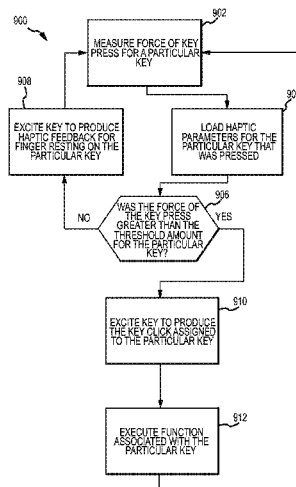 900
902
MEASURE FORCE OF KEY
PRESS FOR A PARTICULAR
KEY
908
EXCITE KEY TO PRODUCE
HAPTIC FEEDBACK FOR
FINGER RESTING ON THE
PARTICULAR KEY
90
LOAD HAPTIC
PARAMETERS FOR THE
PARTICULAR KEY THAT
WAS PRESSED
906
WAS THE FORCE OF
THE KEY PRESS
GREATER THAN THE
THRESHOLD AMOUNT
FOR THE PARTICULAR
KEY?
NO
YES
910
EXCITE KEY TO PRODUCE
THE KEY CLICK ASSIGNED
TO THE PARTICULAR KEY
912
EXECUTE FUNCTION
ASSOCIATED WITH THE
PARTICULAR KEY